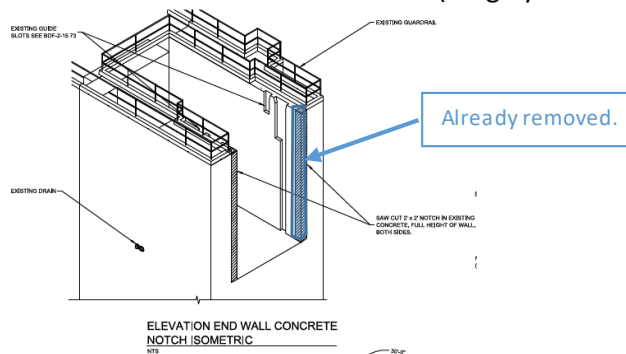 EXISTING GUIDE
SLOTS SEE BDF-2-15 73
EXISTING GUARDRAIL
Already removed.
EXISTING DRAIN
SAW CUT 2' x 2' NOTCH IN EXISTING
CONCRETE, FULL HEIGHT OF WALL,
BOTH SIDES.
ELEVATION END WALL CONCRETE
NOTCH ISOMETRIC
NTS